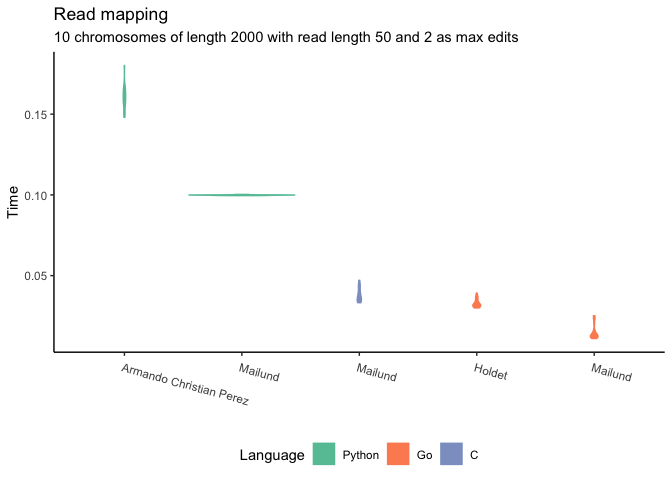 Read mapping
10 chromosomes of length 2000 with read length 50 and 2 as max edits
Time
0.15
0.10
0.05
Armando Christian Perez
Mailund
Mailund
Holdet
Mailund
Language
Python
Go
C